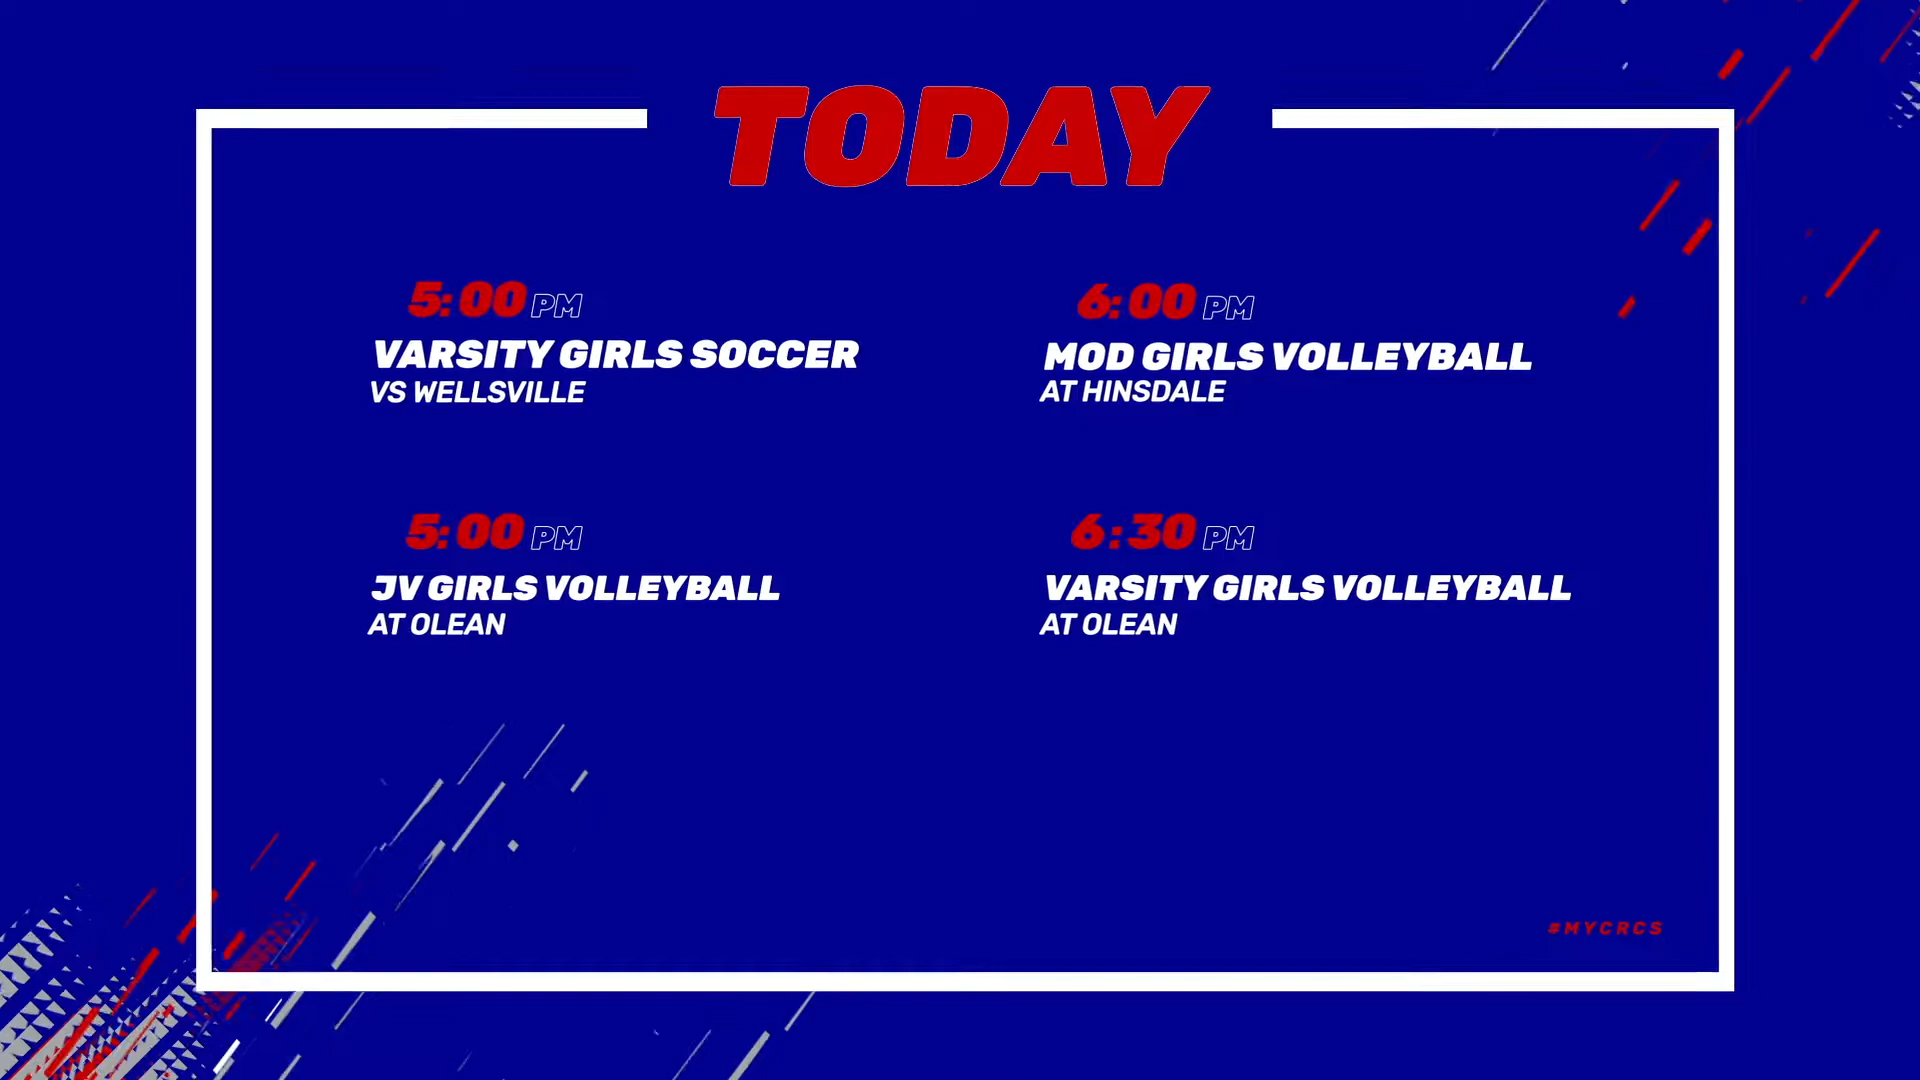 TODAY
5:00 PM
VARSITY GIRLS SOCCER
VS WELLSVILLE
5:00 PM
JV GIRLS VOLLEYBALL
AT OLEAN
6:00 PM
MOD GIRLS VOLLEYBALL
AT HINSDALE
6:30 PM
VARSITY GIRLS VOLLEYBALL
AT OLEAN
#MYCRCS